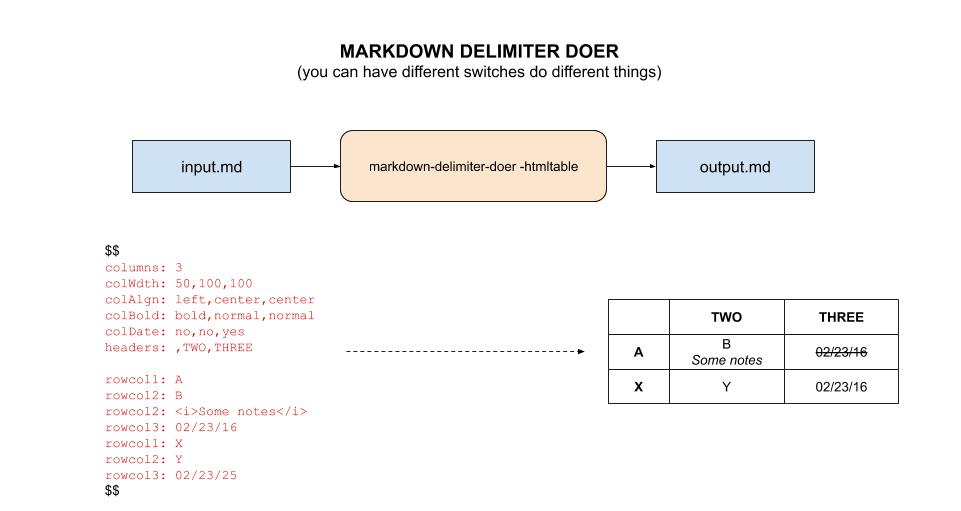 MARKDOWN DELIMITER DOER
(you can have different switches do different things)
input.md
markdown-delimiter-doer -htmltable
output.md
$$
columns: 3
colWdth: 50,100,100
colAlgn: left,center,center
colBold: bold,normal,normal
colDate: no,no,yes
headers: ,TWO,THREE
rowcol1: A
rowcol2: B
rowcol2: <i>Some notes</i>
rowcol3: 02/23/16
rowcol1: X
rowcol2: Y
rowcol3: 02/23/25
$$
TWO THREE
A B 02/23/16
Some notes
X Y 02/23/16